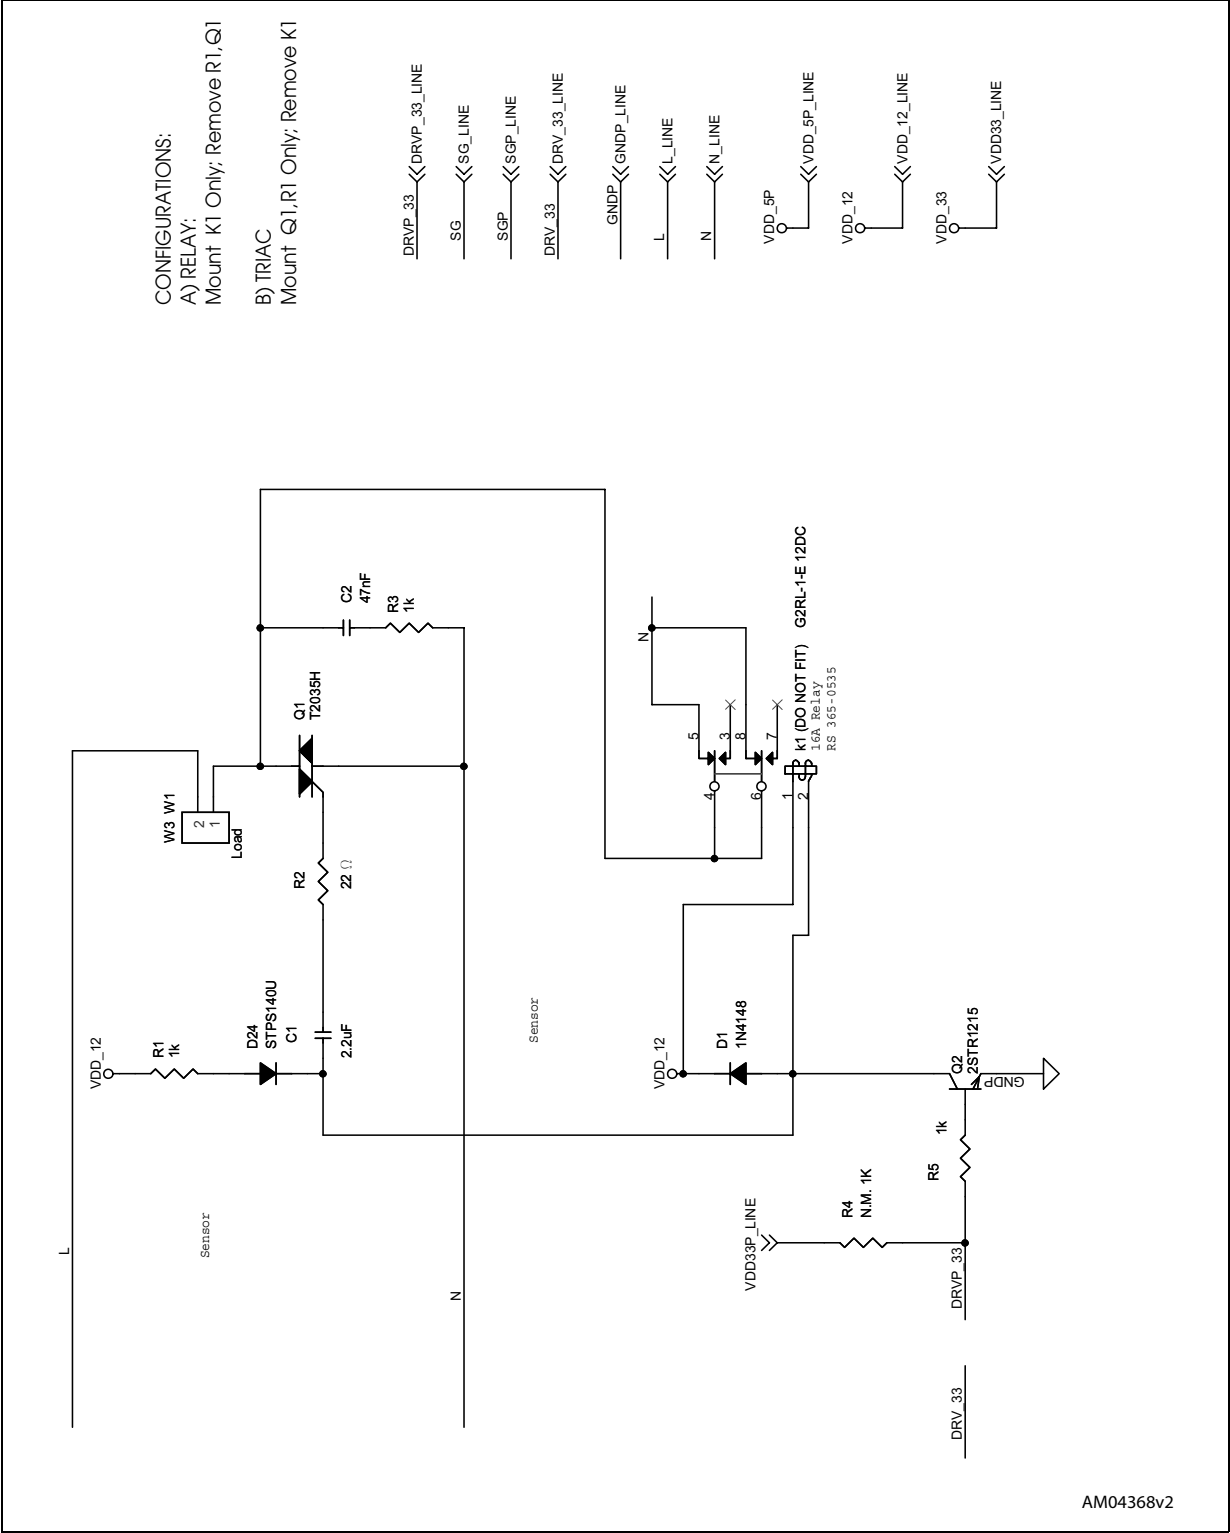 CONFIGURATIONS:
A) RELAY:
Mount K1 Only; Remove R1,Q1
B) TRIAC
Mount Q1,R1 Only; Remove K1
DRVP_33
DRVP_33_LINE
SG
SG_LINE
SGP
SGP_LINE
DRV_33
DRV_33_LINE
GNDP
GNDP_LINE
L
L_LINE
N
N_LINE
VDD_5P
VDD_5P_LINE
VDD_12
VDD_12_LINE
VDD_33
VDD33_LINE
L
W3 W1
2
1
Load
Q1
T2035H
C2
47nF
R3
1k
R2
22 Ω
VDD_12
R1
1k
D24
STPS140U
C1
2.2uF
Sensor
Sensor
N
N
5
3
8
7
4
6
1
2
k1 (DO NOT FIT) G2RL-1-E 12DC
16A Relay
RS 365-0535
VDD_12
D1
1N4148
Q2
2STR1215
GNDP
1k
R5
R4
N.M. 1K
VDD33P_LINE
DRVP_33
DRV_33
AM04368v2